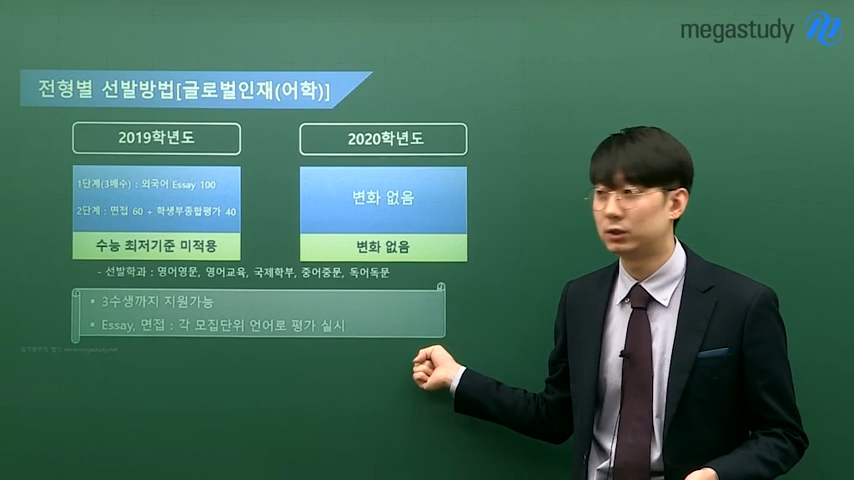 megastudy
전형별 선발방법[글로벌인재(어학)]
2019학년도
2020학년도
1단계(3배수) : 외국어 Essay 100
2단계 : 면접 60 + 학생부종합평가 40
변화 없음
수능 최저기준 미적용
변화 없음
- 선발학과 : 영어영문, 영어교육, 국제학부, 중어중문, 독어독문
▪ 3수생까지 지원가능
▪ Essay, 면접 : 각 모집단위 언어로 평가 실시
www.megastudy.net